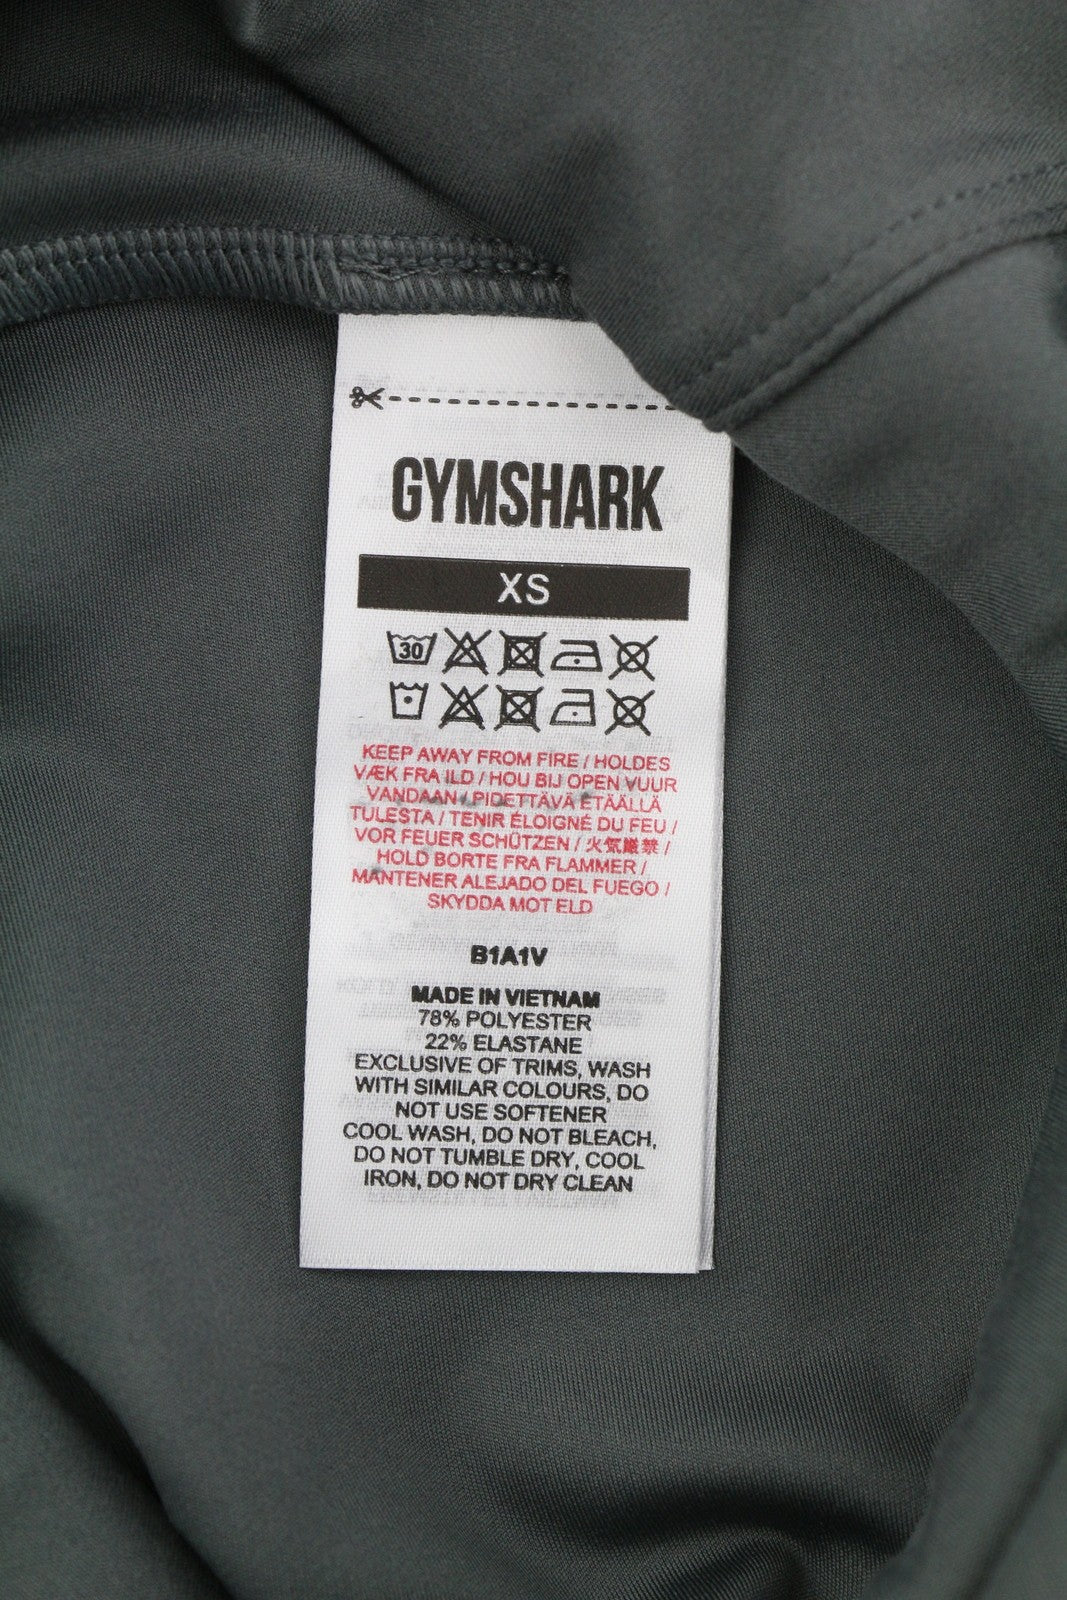 GYMSHARK
XS
30
KEEP AWAY FROM FIRE / HOLDES
VÆK FRA ILD / HOU BIJ OPEN VUUR
VANDAAN / PIDETTÄVÄ ETÄÄLLÄ
TULESTA / TENIR ÉLOIGNÉ DU FEU /
VOR FEUER SCHÜTZEN / 火気厳禁 /
HOLD BORTE FRA FLAMMER /
MANTENER ALEJADO DEL FUEGO /
SKYDDA MOT ELD
B1A1V
MADE IN VIETNAM
78% POLYESTER
22% ELASTANE
EXCLUSIVE OF TRIMS, WASH
WITH SIMILAR COLOURS, DO
NOT USE SOFTENER
COOL WASH, DO NOT BLEACH,
DO NOT TUMBLE DRY, COOL
IRON, DO NOT DRY CLEAN